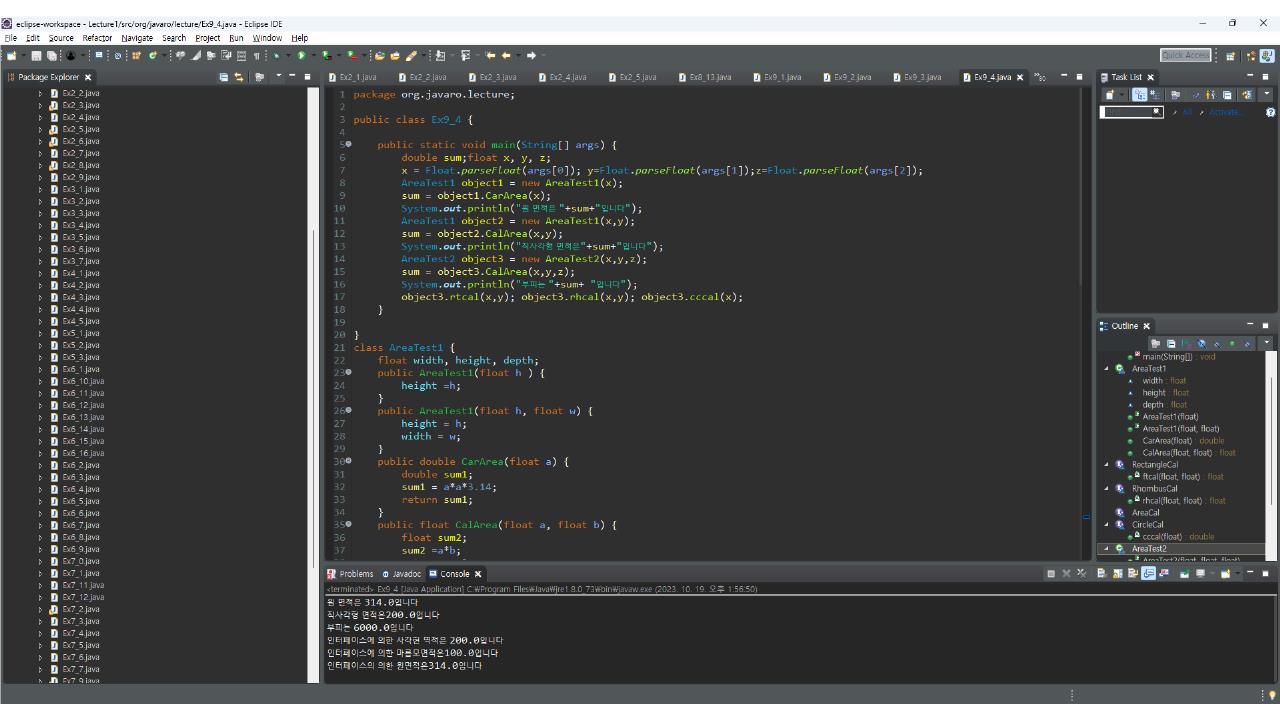 eclipse-workspace - Lecture1/src/org/javaro/lecture/Ex9_4.java - Eclipse IDE
File Edit Source Refactor Navigate Search Project Run Window Help
Quick Access
Package Explorer
Ex2_2.java
Ex2_3.java
Ex2_4.java
Ex2_5.java
Ex2_6.java
Ex2_7.java
Ex2_8.java
Ex2_9.java
Ex3_1.java
Ex3_2.java
Ex3_3.java
Ex3_4.java
Ex3_5.java
Ex3_6.java
Ex3_7.java
Ex4_1.java
Ex4_2.java
Ex4_3.java
Ex4_4.java
Ex4_5.java
Ex5_1.java
Ex5_2.java
Ex5_3.java
Ex6_1.java
Ex6_10.java
Ex6_11.java
Ex6_12.java
Ex6_13.java
Ex6_14.java
Ex6_15.java
Ex6_16.java
Ex6_2.java
Ex6_3.java
Ex6_4.java
Ex6_5.java
Ex6_6.java
Ex6_7.java
Ex6_8.java
Ex6_9.java
Ex7_0.java
Ex7_1.java
Ex7_11.java
Ex7_12.java
Ex7_2.java
Ex7_3.java
Ex7_4.java
Ex7_5.java
Ex7_6.java
Ex7_7.java
Ex7_9.java
Ex2_1.java Ex2_2.java Ex2_3.java Ex2_4.java Ex2_5.java Ex8_13.java Ex9_1.java Ex9_2.java Ex9_3.java Ex9_4.java
1 package org.javaro.lecture;
2
3 public class Ex9_4 {
4
5 public static void main(String[] args) {
6 double sum;float x, y, z;
7 x = Float.parseFloat(args[0]); y=Float.parseFloat(args[1]);z=Float.parseFloat(args[2]);
8 AreaTest1 object1 = new AreaTest1(x);
9 sum = object1.CarArea(x);
10 System.out.println("원 면적은 "+sum+"입니다");
11 AreaTest1 object2 = new AreaTest1(x,y);
12 sum = object2.CalArea(x,y);
13 System.out.println("직사각형 면적은"+sum+"입니다");
14 AreaTest2 object3 = new AreaTest2(x,y,z);
15 sum = object3.CalArea(x,y,z);
16 System.out.println("부피는 "+sum+ "입니다");
17 object3.rtcal(x,y); object3.rhcal(x,y); object3.cccal(x);
18 }
19
20 }
21 class AreaTest1 {
22 float width, height, depth;
23 public AreaTest1(float h ) {
24 height =h;
25 }
26 public AreaTest1(float h, float w) {
27 height = h;
28 width = w;
29 }
30 public double CarArea(float a) {
31 double sum1;
32 sum1 = a*a*3.14;
33 return sum1;
34 }
35 public float CalArea(float a, float b) {
36 float sum2;
37 sum2 =a*b;
Task List
Find All Activate...
Outline
main(String[]) : void
AreaTest1
width : float
height : float
depth : float
AreaTest1(float)
AreaTest1(float, float)
CarArea(float) : double
CalArea(float, float) : float
RectangleCal
rtcal(float, float) : float
RhombusCal
rhcal(float, float) : float
AreaCal
CircleCal
cccal(float) : double
AreaTest2
AreaTest2(float, float, float)
Problems Javadoc Console
<terminated> Ex9_4 [Java Application] C:₩Program Files₩Java₩jre1.8.0_73₩bin₩javaw.exe (2023. 10. 19. 오후 1:56:50)
원 면적은 314.0입니다
직사각형 면적은200.0입니다
부피는 6000.0입니다
인터페이스에 의한 사각현 먹적은 200.0입니다
인터페이스에 의한 마름모면적은100.0입니다
인터페이스의 의한 원면적은314.0입니다